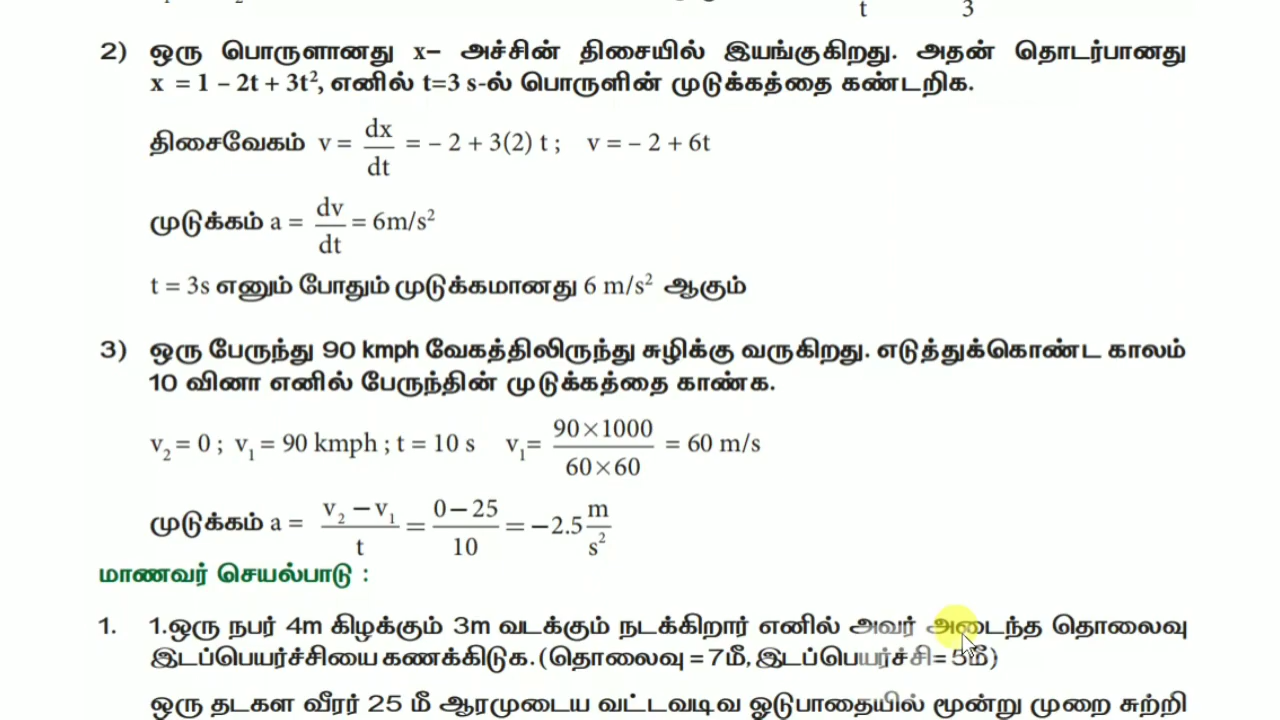 t 3
2) ஒரு பொருளானது x– அச்சின் திசையில் இயங்குகிறது. அதன் தொடர்பானது
x = 1 – 2t + 3t², எனில் t=3 s-ல் பொருளின் முடுக்கத்தை கண்டறிக.
திசைவேகம் v = dx/dt = – 2 + 3(2) t ; v = – 2 + 6t
முடுக்கம் a = dv/dt = 6m/s²
t = 3s எனும் போதும் முடுக்கமானது 6 m/s² ஆகும்
3) ஒரு பேருந்து 90 kmph வேகத்திலிருந்து சுழிக்கு வருகிறது. எடுத்துக்கொண்ட காலம்
10 வினா எனில் பேருந்தின் முடுக்கத்தை காண்க.
v₂ = 0 ; v₁ = 90 kmph ; t = 10 s v₁= 90×1000/60×60 = 60 m/s
முடுக்கம் a = v₂ – v₁/t = 0 – 25/10 = –2.5 m/s²
மாணவர் செயல்பாடு :
1. 1.ஒரு நபர் 4m கிழக்கும் 3m வடக்கும் நடக்கிறார் எனில் அவர் அடைந்த தொலைவு
இடப்பெயர்ச்சியை கணக்கிடுக. (தொலைவு = 7மீ, இடப்பெயர்ச்சி= 5மீ)
ஒரு தடகள வீரர் 25 மீ ஆரமுடைய வட்டவடிவ ஓடுபாதையில் மூன்று முறை சுற்றி